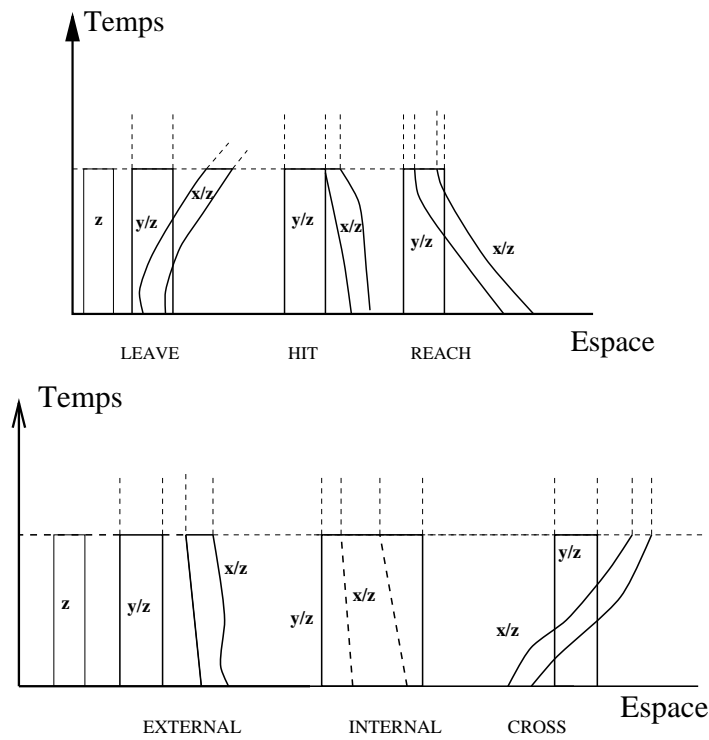 Temps
x/z
z y/z y/z x/z y/z x/z
Espace
LEAVE HIT REACH
Temps
y/z
x/z
z y/z y/z x/z x/z
Espace
EXTERNAL INTERNAL CROSS